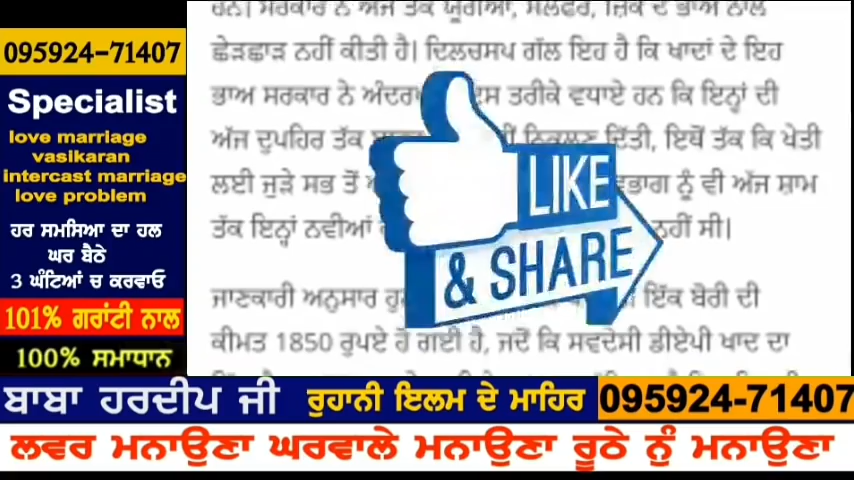 095924-71407
Specialist
love marriage
vasikaran
intercast marriage
love problem
ਹਰ ਸਮਸਿਆ ਦਾ ਹਲ
ਘਰ ਬੈਠੇ
3 ਘੰਟਿਆਂ ਚ ਕਰਵਾਓ
101% ਗਰਾਂਟੀ ਨਾਲ
100% ਸਮਾਧਾਨ
ਹਨ। ਸਰਕਾਰ ਨੇ ਅਜੇ ਤੱਕ ਯੂਰੀਆ, ਸਲਫਰ, ਜ਼ਿੰਕ ਦੇ ਭਾਅ ਨਾਲ
ਛੇੜਛਾੜ ਨਹੀਂ ਕੀਤੀ ਹੈ। ਦਿਲਚਸਪ ਗੱਲ ਇਹ ਹੈ ਕਿ ਖਾਦਾਂ ਦੇ ਇਹ
ਭਾਅ ਸਰਕਾਰ ਨੇ ਤਰੀਕੇ ਵਧਾਏ ਹਨ ਕਿ ਇਨ੍ਹਾਂ ਦੀ
ਅੱਜ ਦੁਪਹਿਰ ਤੱਕ ਨਿਕਲਣ ਦਿੱਤੀ, ਇਥੋਂ ਤੱਕ ਕਿ ਖੇਤੀ
ਲਈ ਜੁੜੇ ਸਭ ਤੋਂ ਨੂੰ ਵੀ ਅੱਜ ਸ਼ਾਮ
ਤੱਕ ਇਨ੍ਹਾਂ ਨਵੀਆਂ ਨਹੀਂ ਸੀ।
LIKE
& SHARE
ਜਾਣਕਾਰੀ ਅਨੁਸਾਰ ਇੱਕ ਬੋਰੀ ਦੀ
ਕੀਮਤ 1850 ਰੁਪਏ ਹੋ ਗਈ ਹੈ, ਜਦੋਂ ਕਿ ਸਵਦੇਸੀ ਡੀਏਪੀ ਖਾਦ ਦਾ
ਬਾਬਾ ਹਰਦੀਪ ਜੀ ਰੁਹਾਨੀ ਇਲਮ ਦੇ ਮਾਹਿਰ 095924-71407
ਲਵਰ ਮਨਾਉਣਾ ਘਰਵਾਲੇ ਮਨਾਉਣਾ ਰੂਠੇ ਨੂੰ ਮਨਾਉਣਾ